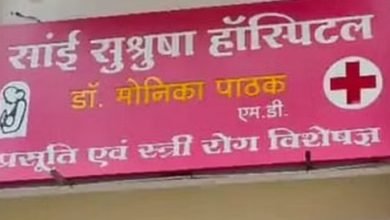 सांई सुश्रुषा हॉस्पिटल
डॉ. मोनिका पाठक
एम.डी.
प्रसूति एवं स्त्री रोग विशेषज्ञ